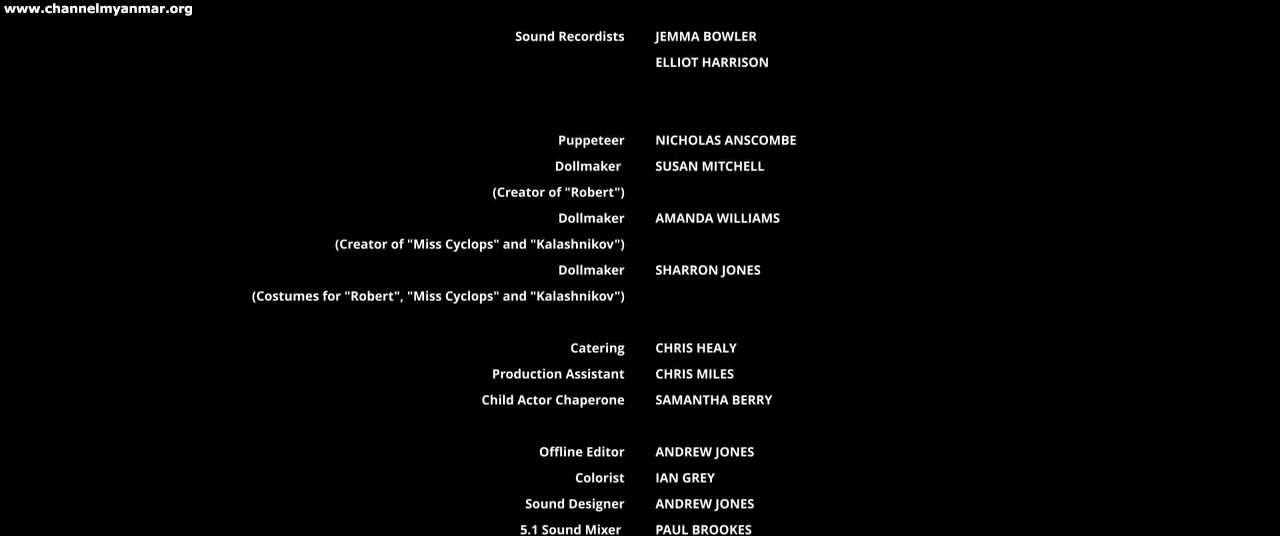 www.channelmyanmar.org
Sound Recordists JEMMA BOWLER
ELLIOT HARRISON
Puppeteer NICHOLAS ANSCOMBE
Dollmaker SUSAN MITCHELL
(Creator of "Robert")
Dollmaker AMANDA WILLIAMS
(Creator of "Miss Cyclops" and "Kalashnikov")
Dollmaker SHARRON JONES
(Costumes for "Robert", "Miss Cyclops" and "Kalashnikov")
Catering CHRIS HEALY
Production Assistant CHRIS MILES
Child Actor Chaperone SAMANTHA BERRY
Offline Editor ANDREW JONES
Colorist IAN GREY
Sound Designer ANDREW JONES
5.1 Sound Mixer PAUL BROOKES